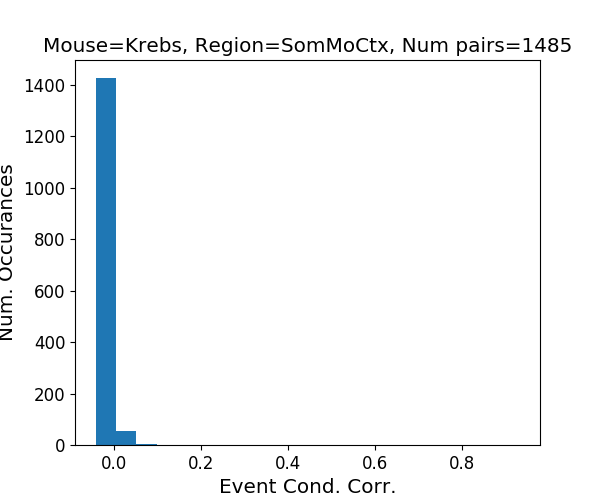 Mouse=Krebs, Region=SomMoCtx, Num pairs=1485
1400
1200
1000
800
600
400
200
0
Num. Occurances
0.0 0.2 0.4 0.6 0.8
Event Cond. Corr.